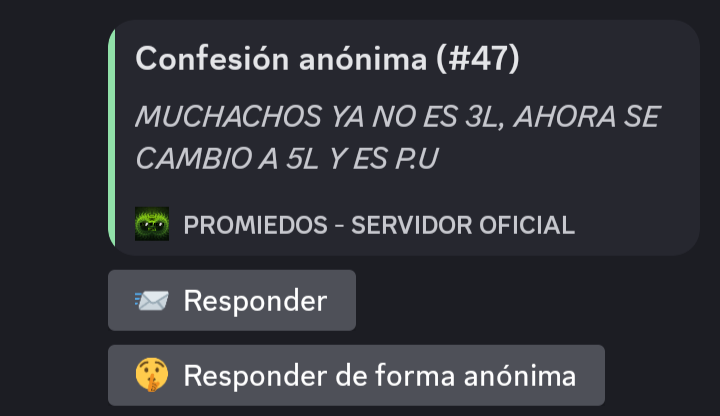 Confesión anónima (#47)
MUCHACHOS YA NO ES 3L, AHORA SE
CAMBIO A 5L Y ES P.U
PROMIEDOS - SERVIDOR OFICIAL
Responder
Responder de forma anónima